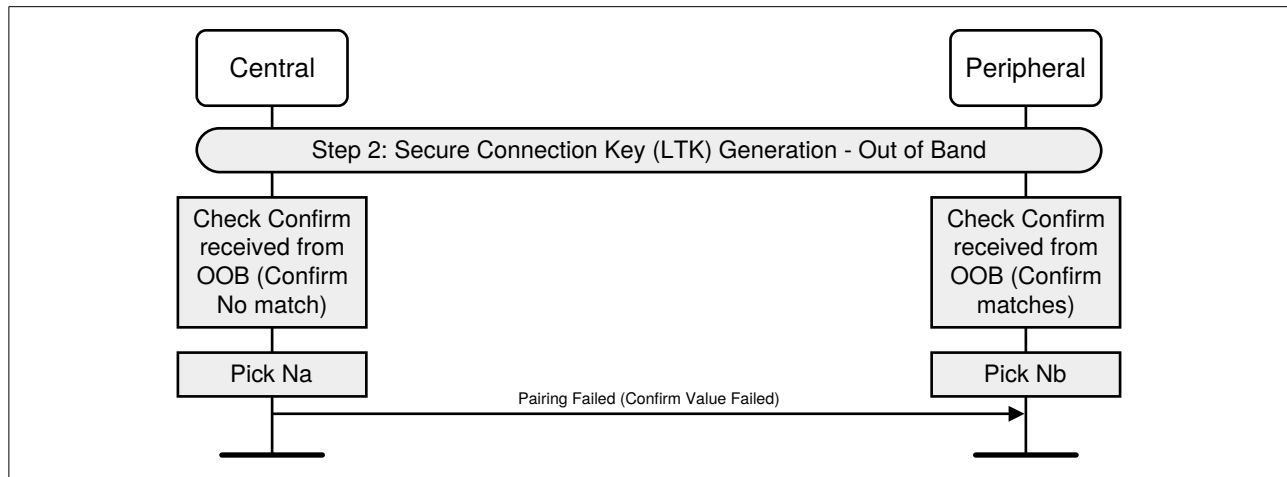 Central
Peripheral
Step 2: Secure Connection Key (LTK) Generation - Out of Band
Check Confirm
received from
OOB (Confirm
No match)
Check Confirm
received from
OOB (Confirm
matches)
Pick Na
Pick Nb
Pairing Failed (Confirm Value Failed)